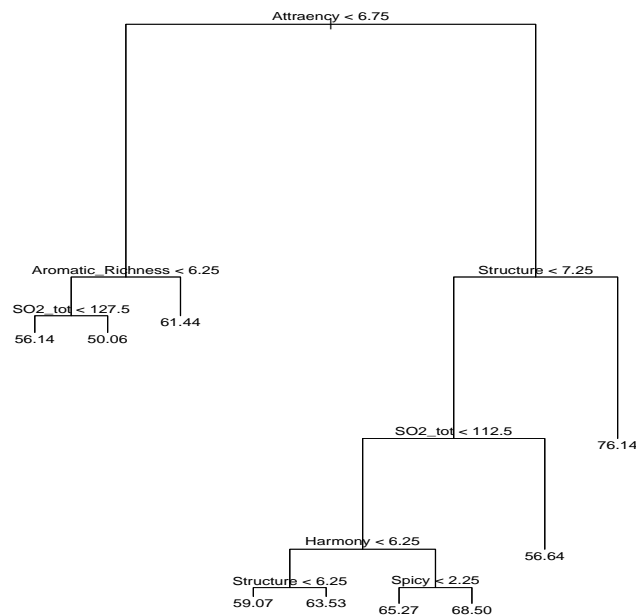 Attraency < 6.75
Aromatic_Richness < 6.25
Structure < 7.25
SO2_tot < 127.5
61.44
56.14
50.06
SO2_tot < 112.5
76.14
Harmony < 6.25
56.64
Structure < 6.25
Spicy < 2.25
59.07
63.53
65.27
68.50